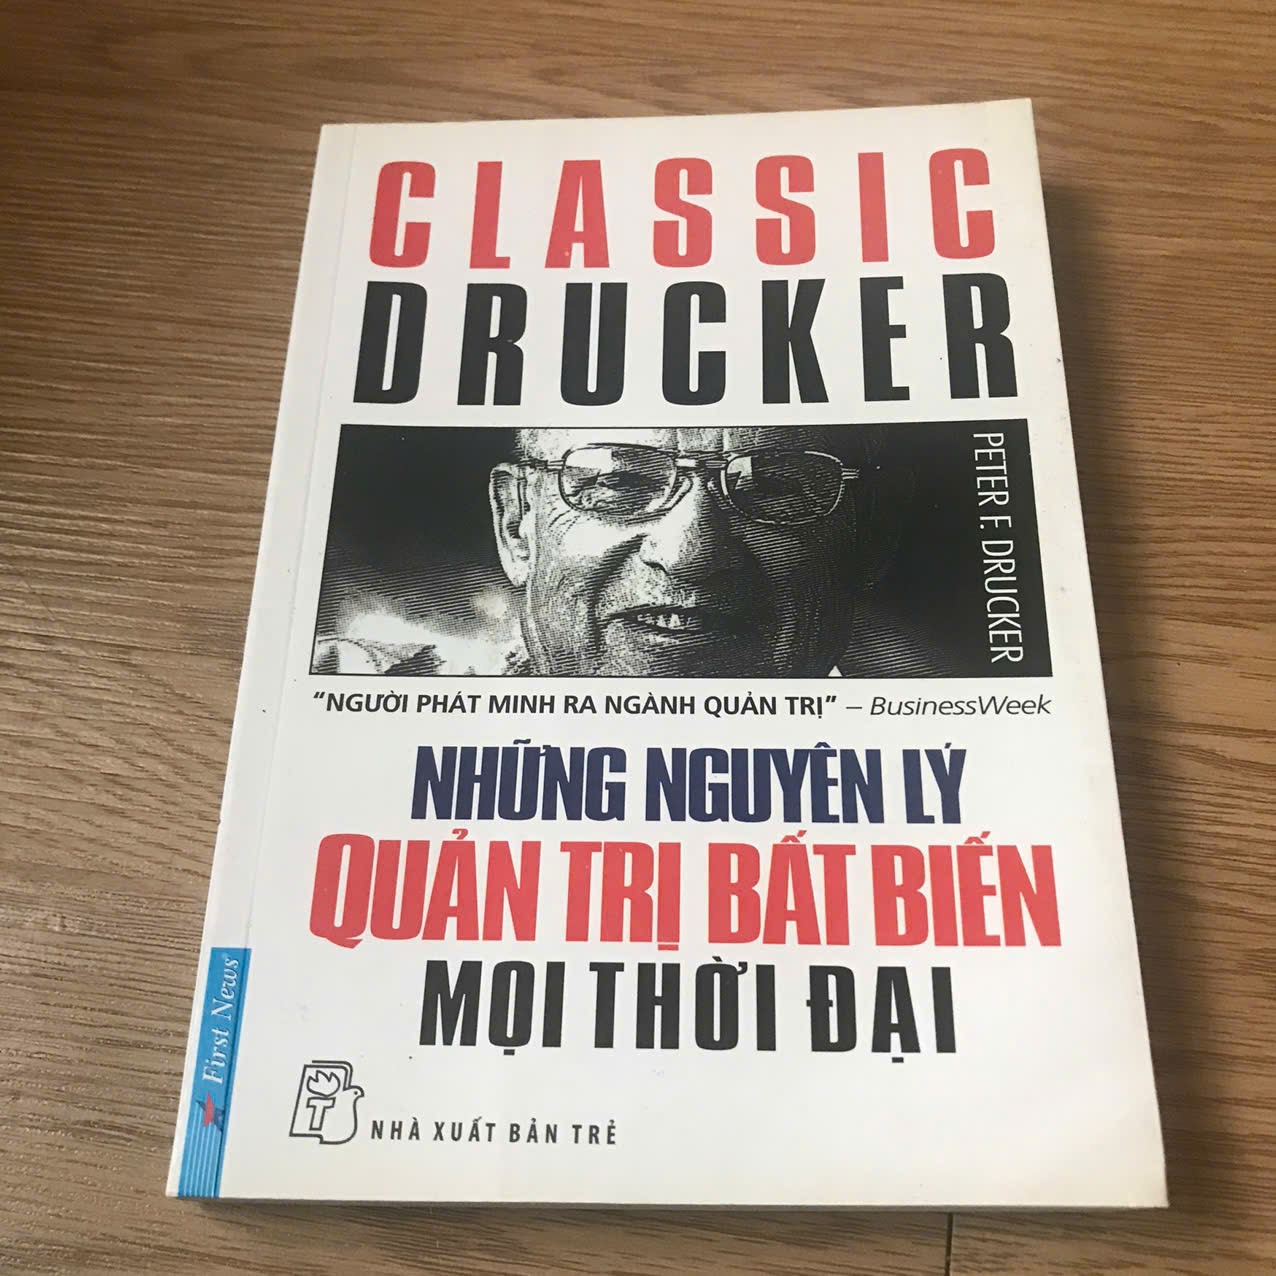 CLASSIC
DRUCKER
PETER F. DRUCKER
“NGƯỜI PHÁT MINH RA NGÀNH QUẢN TRỊ” – BusinessWeek
NHỮNG NGUYÊN LÝ
QUẢN TRỊ BẤT BIẾN
MỌI THỜI ĐẠI
First News
T
NHÀ XUẤT BẢN TRẺ